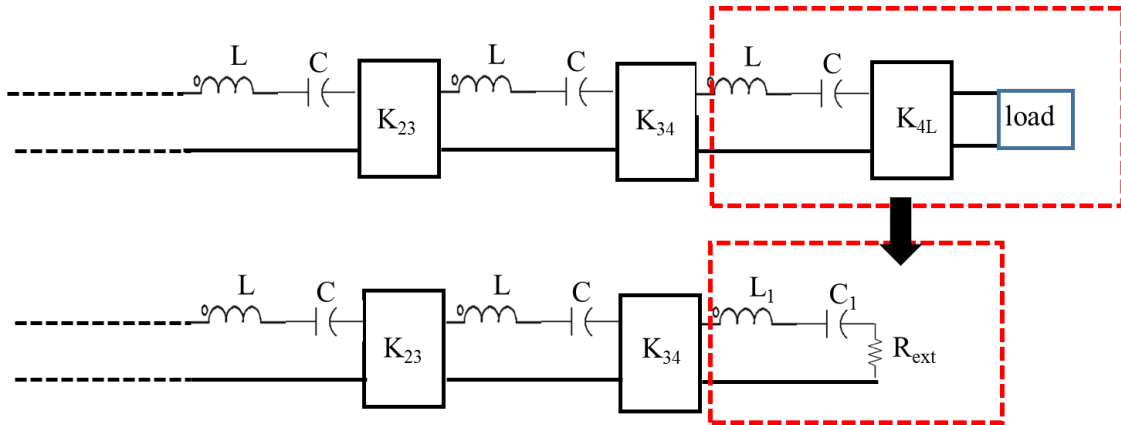 L C L C L C
K₂₃ K₃₄ K₄L load
L C L C L₁ C₁
K₂₃ K₃₄ Rₑₓₜ